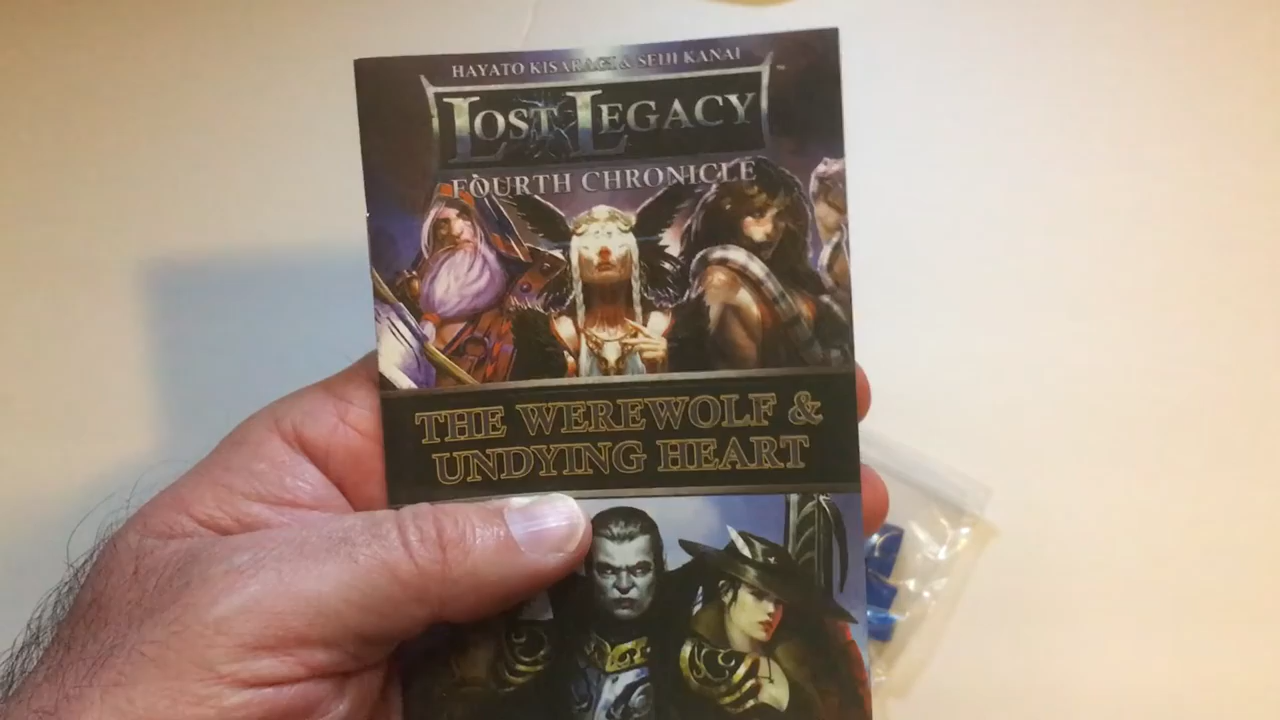 HAYATO KISARAGI & SEIJI KANAI
LOST LEGACY
FOURTH CHRONICLE
THE WEREWOLF &
UNDYING HEART